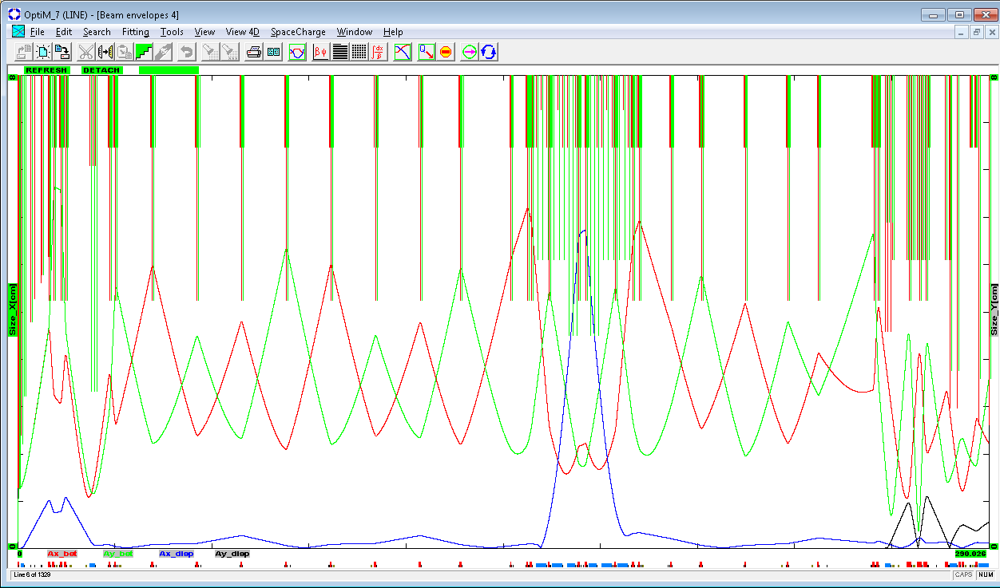 OptiM_7 (LINE) - [Beam envelopes 4]
File Edit Search Fitting Tools View View 4D SpaceCharge Window Help
REFRESH DETACH
8 8
Size_X[cm] Size_Y[cm]
0 0
0 Ax_bet Ay_bet Ax_disp Ay_disp 290.026
Line 6 of 1329 CAPS NUM